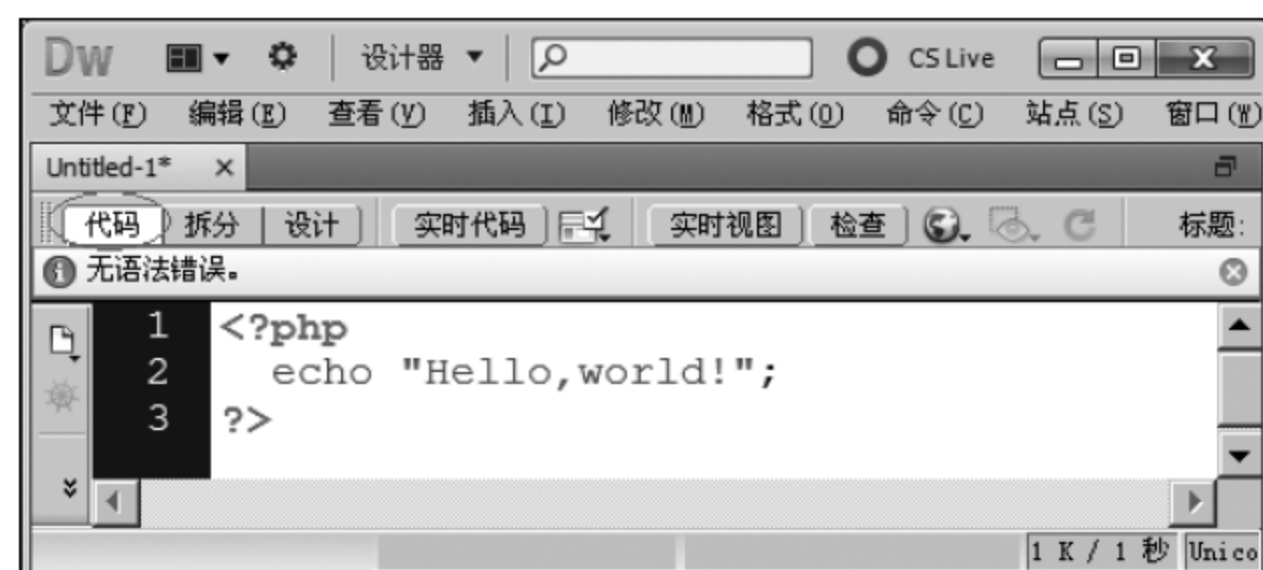 Dw 设计器 CS Live
文件(F) 编辑(E) 查看(V) 插入(I) 修改(M) 格式(O) 命令(C) 站点(S) 窗口(W)
Untitled-1*
代码 拆分 设计 实时代码 实时视图 检查 标题:
无语法错误。
1 <?php
2 echo "Hello,world!";
3 ?>
1 K / 1 秒 Unico